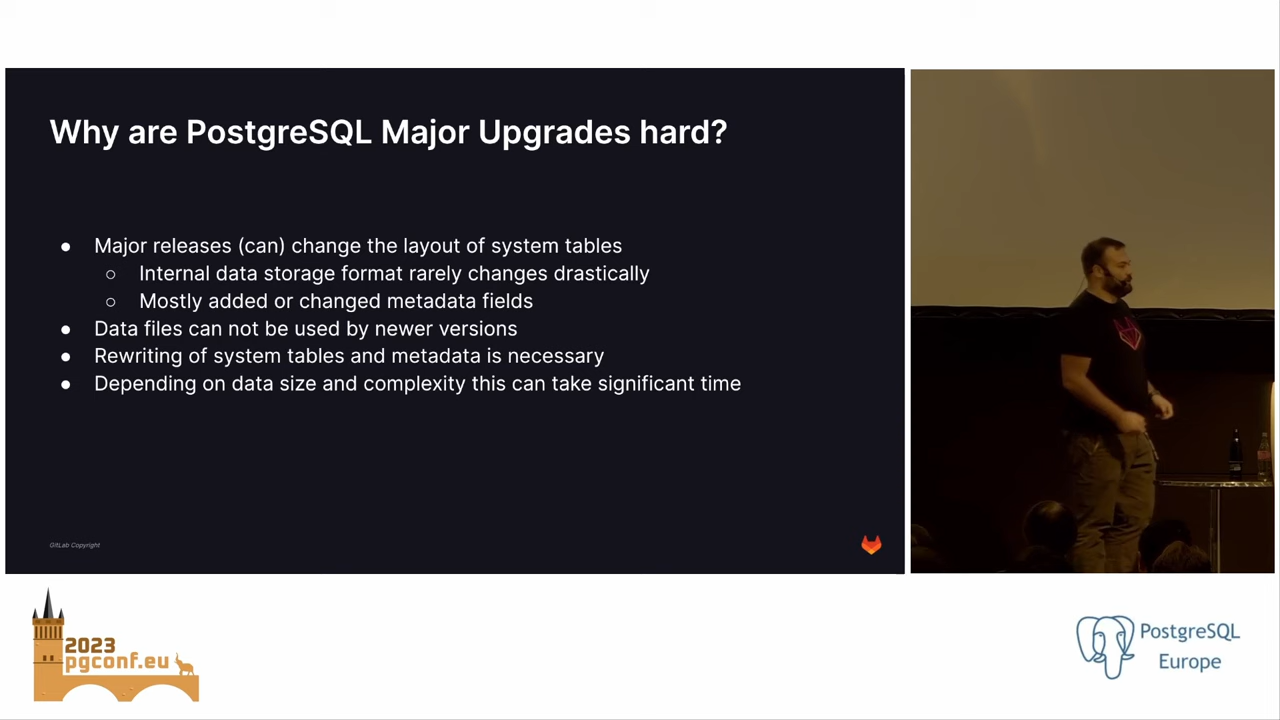 Why are PostgreSQL Major Upgrades hard?
● Major releases (can) change the layout of system tables
○ Internal data storage format rarely changes drastically
○ Mostly added or changed metadata fields
● Data files can not be used by newer versions
● Rewriting of system tables and metadata is necessary
● Depending on data size and complexity this can take significant time
GitLab Copyright
2023
pgconf.eu
PostgreSQL
Europe